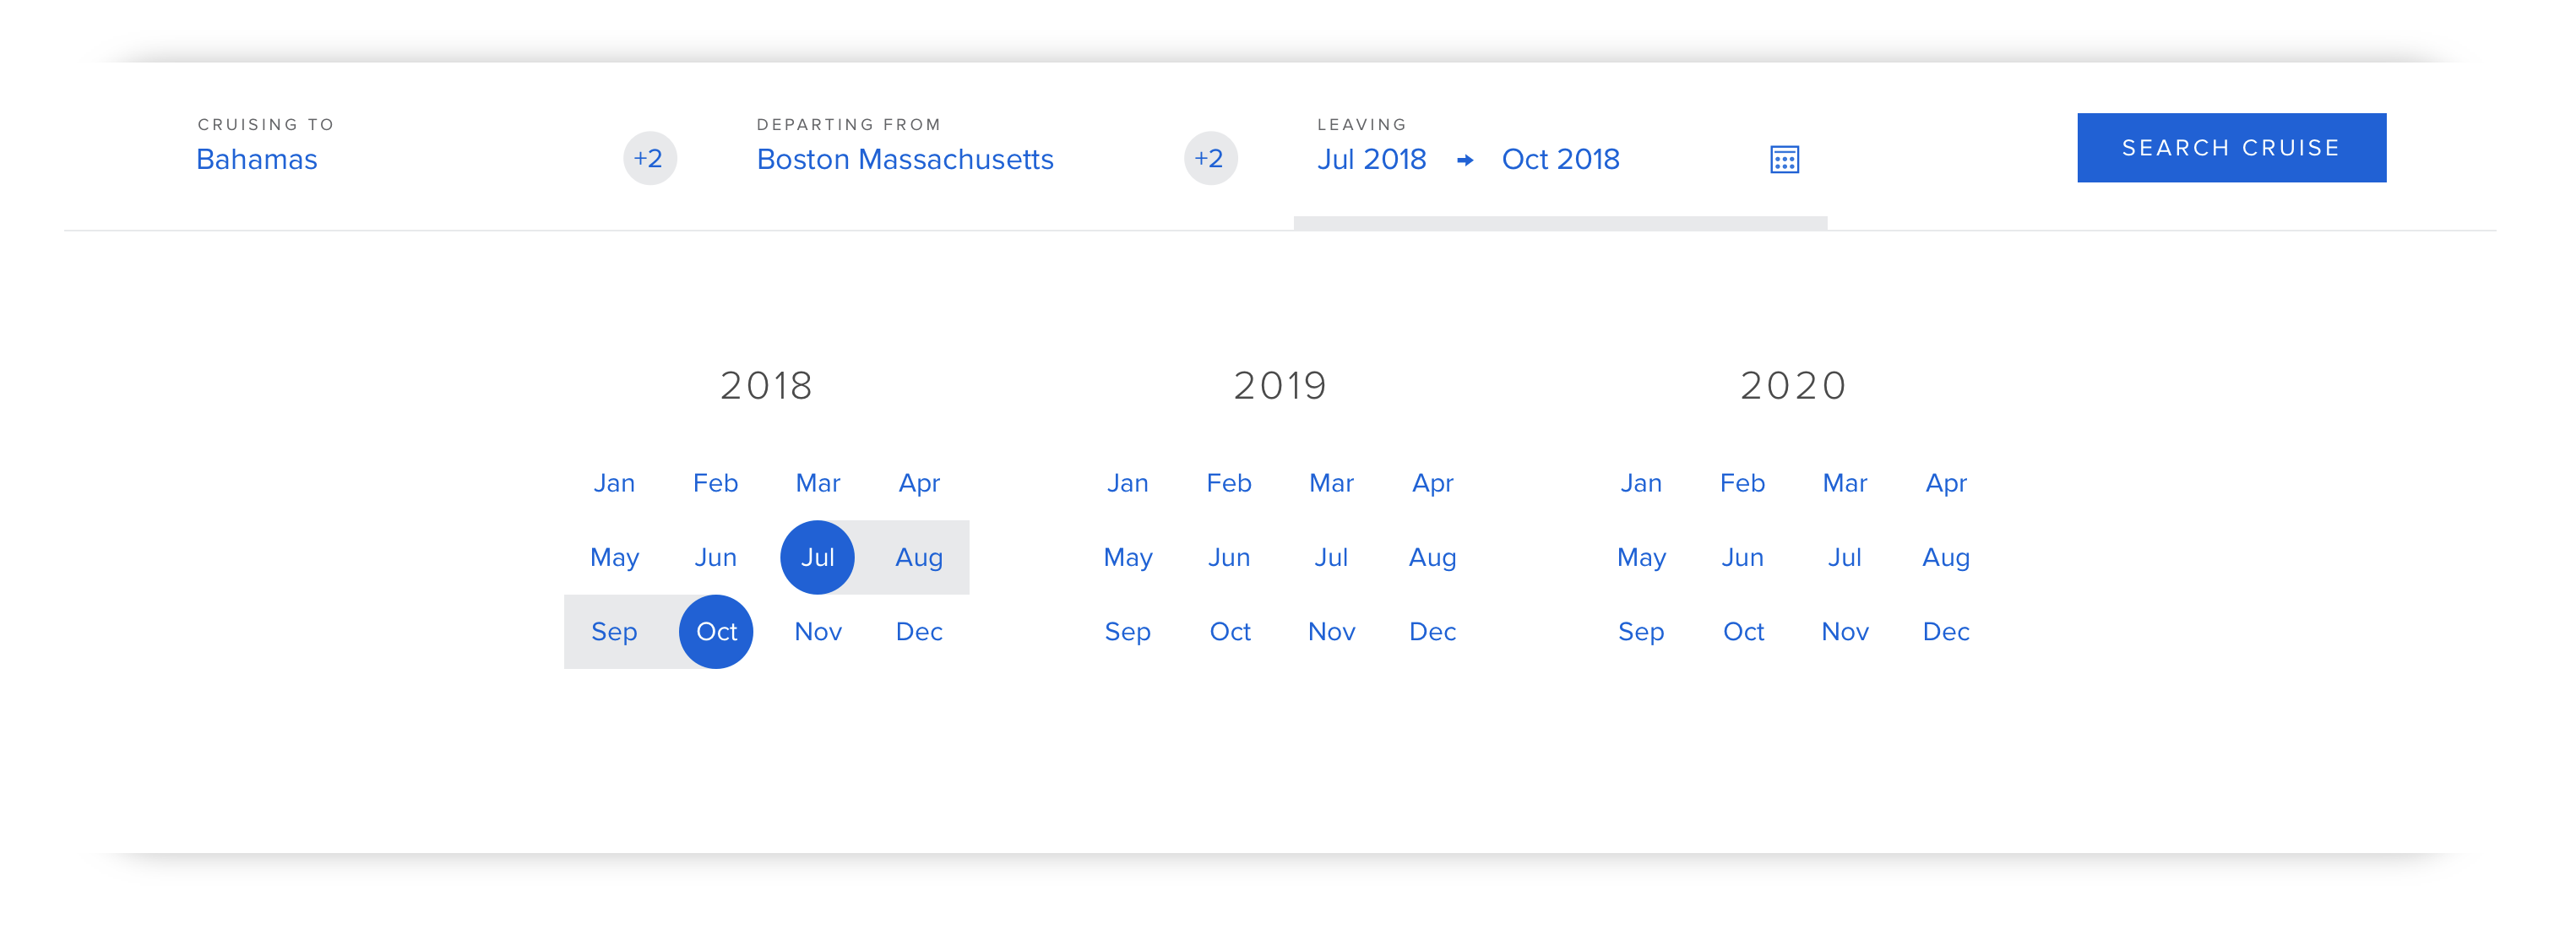 CRUISING TO
Bahamas
+2
DEPARTING FROM
Boston Massachusetts
+2
LEAVING
Jul 2018
Oct 2018
SEARCH CRUISE
2018
Jan Feb Mar Apr
May Jun Jul Aug
Sep Oct Nov Dec
2019
Jan Feb Mar Apr
May Jun Jul Aug
Sep Oct Nov Dec
2020
Jan Feb Mar Apr
May Jun Jul Aug
Sep Oct Nov Dec